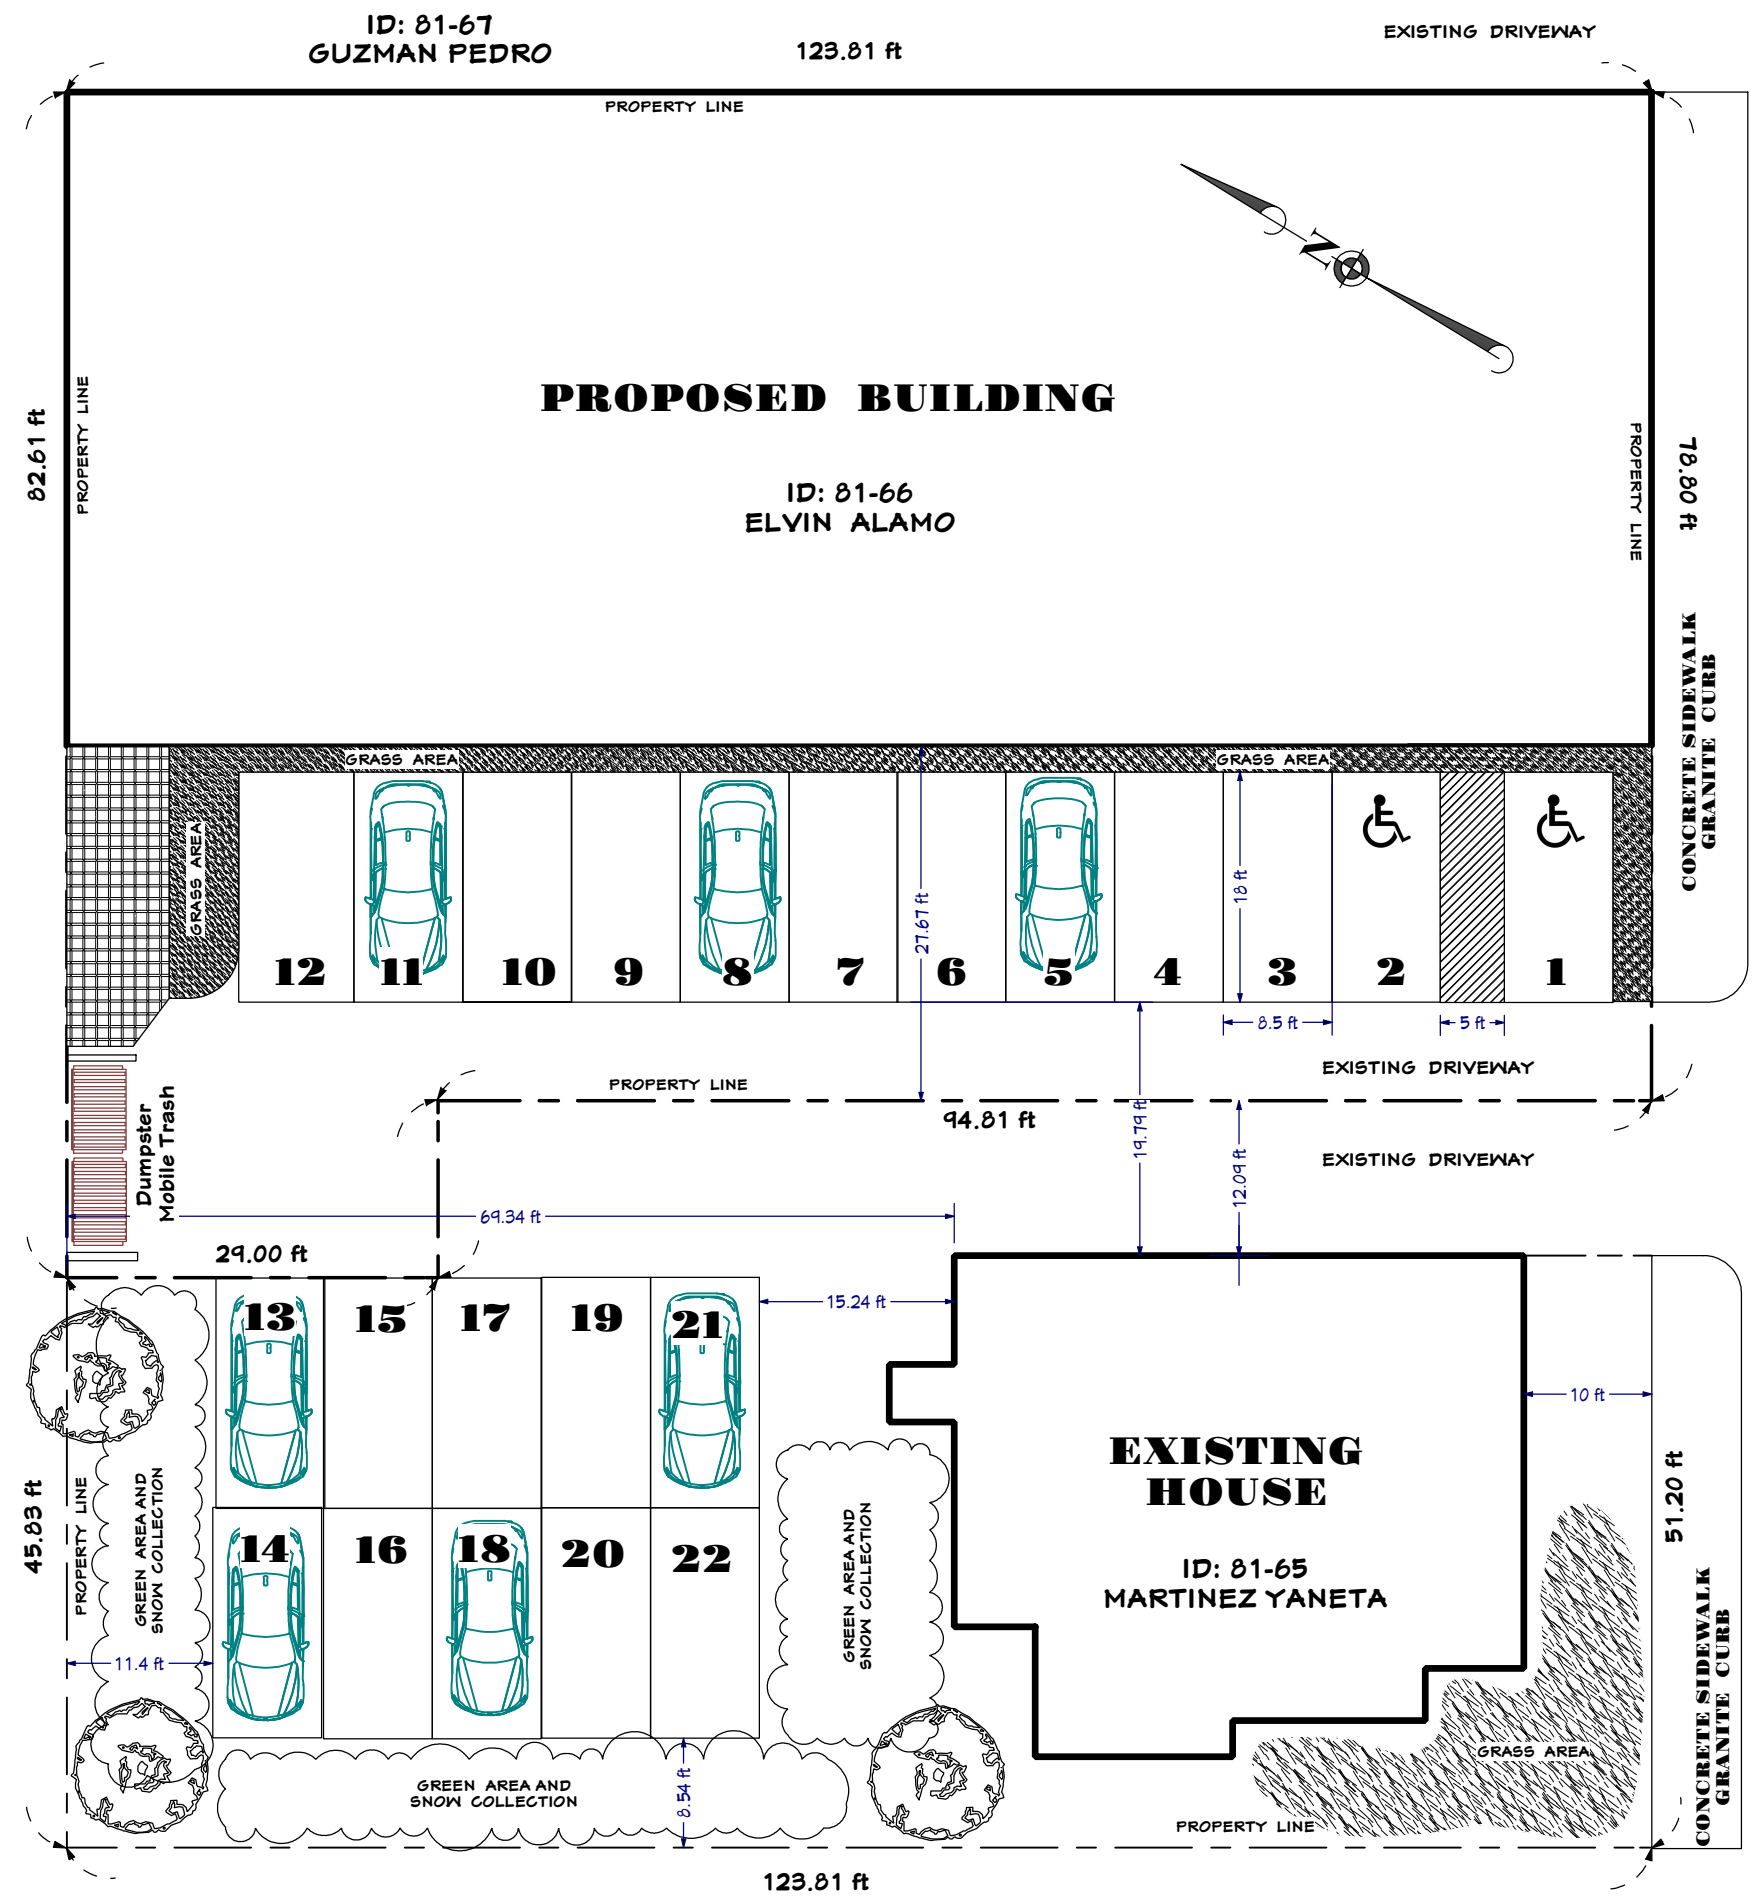 ID: 81-67
GUZMAN PEDRO
123.81 ft
EXISTING DRIVEWAY
PROPERTY LINE
N
PROPOSED BUILDING
ID: 81-66
ELVIN ALAMO
82.61 ft
PROPERTY LINE
PROPERTY LINE
78.80 ft
CONCRETE SIDEWALK
GRANITE CURB
GRASS AREA
GRASS AREA
GRASS AREA
12
11
10
9
8
7
6
5
4
3
2
1
27.67 ft
18 ft
8.5 ft
5 ft
EXISTING DRIVEWAY
PROPERTY LINE
94.81 ft
19.79 ft
12.09 ft
EXISTING DRIVEWAY
Dumpster
Mobile Trash
69.34 ft
29.00 ft
13
15
17
19
21
15.24 ft
10 ft
14
16
18
20
22
EXISTING
HOUSE
ID: 81-65
MARTINEZ YANETA
45.83 ft
PROPERTY LINE
GREEN AREA AND
SNOW COLLECTION
GREEN AREA AND
SNOW COLLECTION
51.20 ft
11.4 ft
CONCRETE SIDEWALK
GRANITE CURB
GRASS AREA
GREEN AREA AND
SNOW COLLECTION
8.54 ft
PROPERTY LINE
123.81 ft